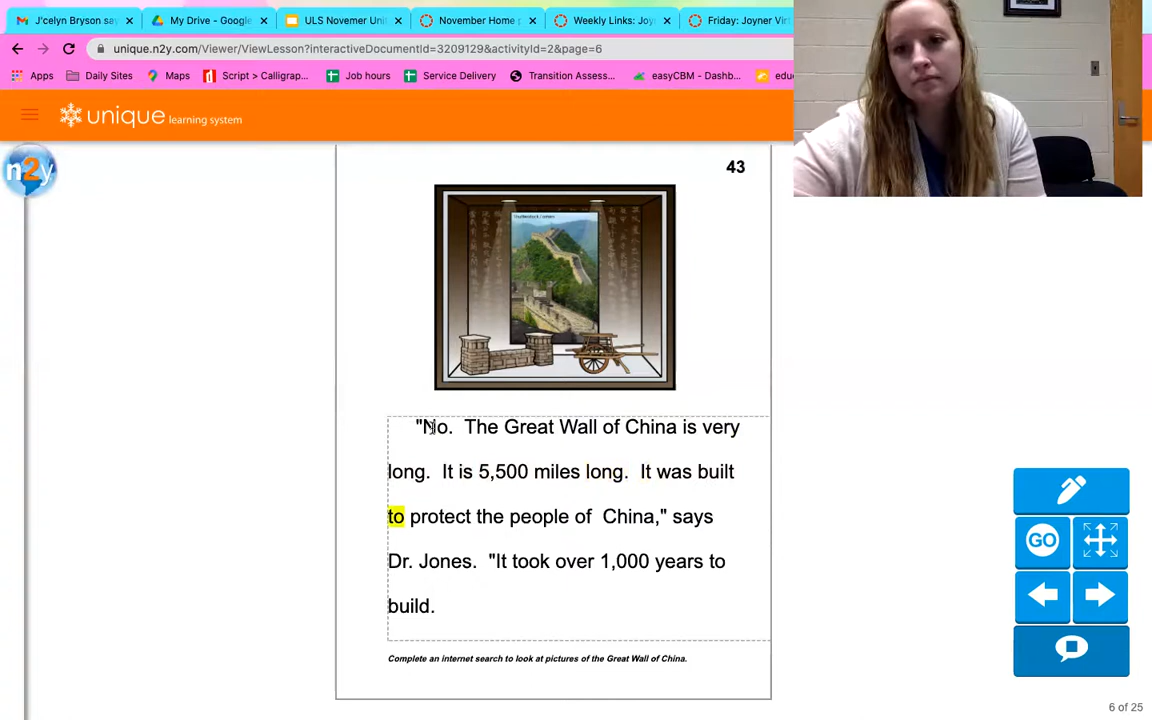 J'celyn Bryson say
My Drive - Google
ULS Novemer Uni
November Home
Weekly Links: Joyn
Friday: Joyner Virt
unique.n2y.com/Viewer/ViewLesson?interactiveDocumentId=3209129&activityId=2&page=6
Apps
Daily Sites
Maps
Script > Calligrap...
Job hours
Service Delivery
Transition Assess...
easyCBM - Dashb...
unique learning system
n2y
43
"No. The Great Wall of China is very
long. It is 5,500 miles long. It was built
to protect the people of China," says
Dr. Jones. "It took over 1,000 years to
build.
Complete an internet search to look at pictures of the Great Wall of China.
GO
6 of 25